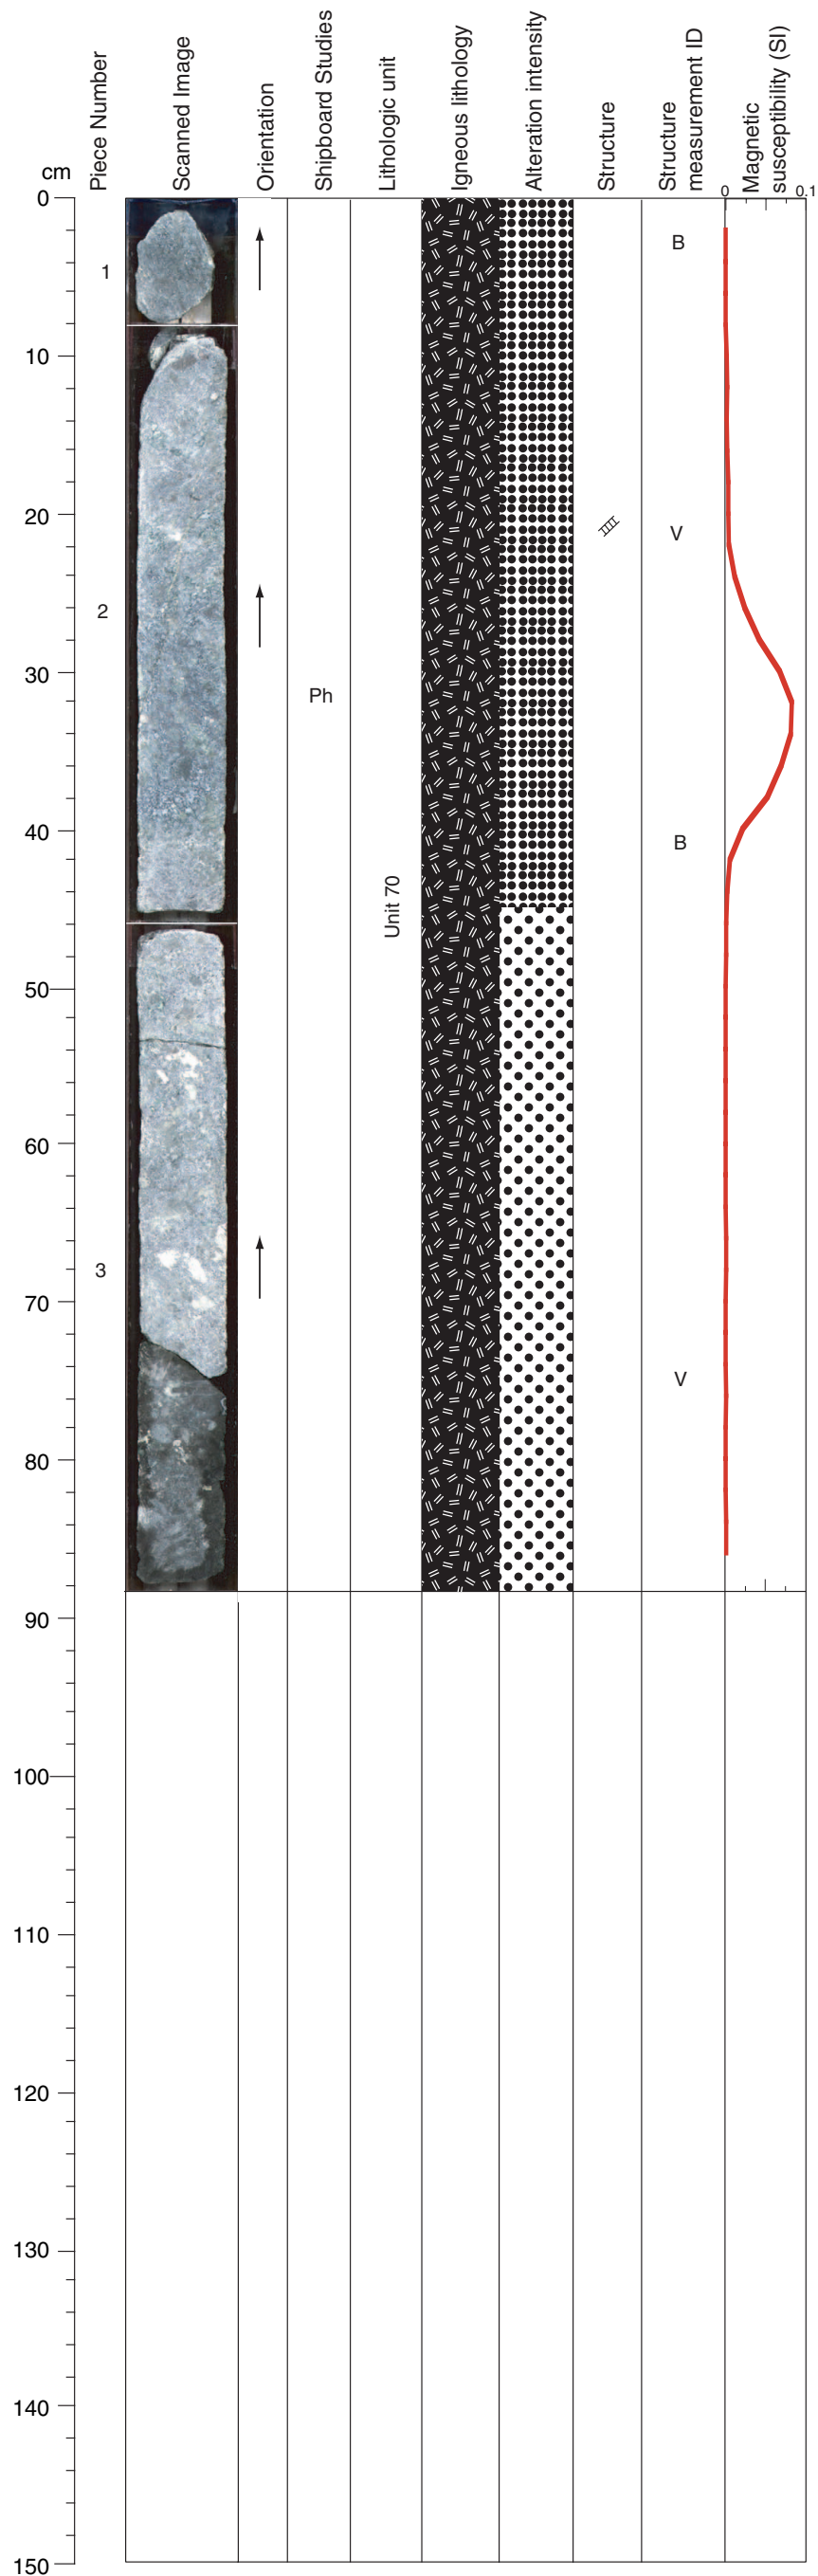 cm
Piece Number
Scanned Image
Orientation
Shipboard Studies
Lithologic unit
Igneous lithology
Alteration intensity
Structure
Structure
measurement ID
Magnetic
susceptibility (SI)
0 0.1
0
B
1
10
20
V
2
30
Ph
40
B
Unit 70
50
60
3
70
V
80
90
100
110
120
130
140
150